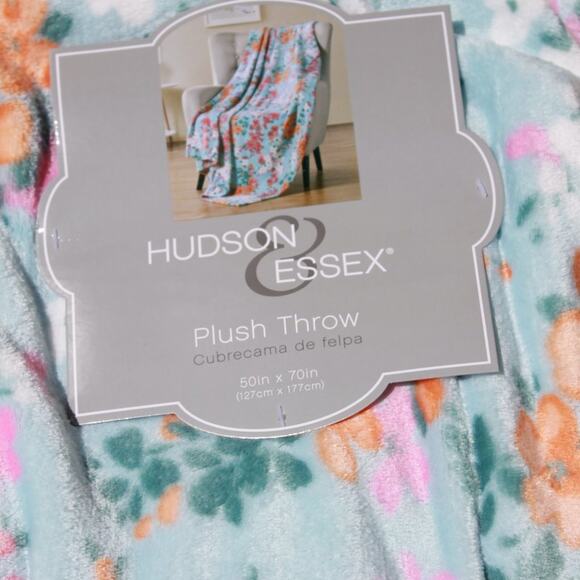 HUDSON
&
ESSEX®
Plush Throw
Cubrecama de felpa
50in x 70in
(127cm x 177cm)